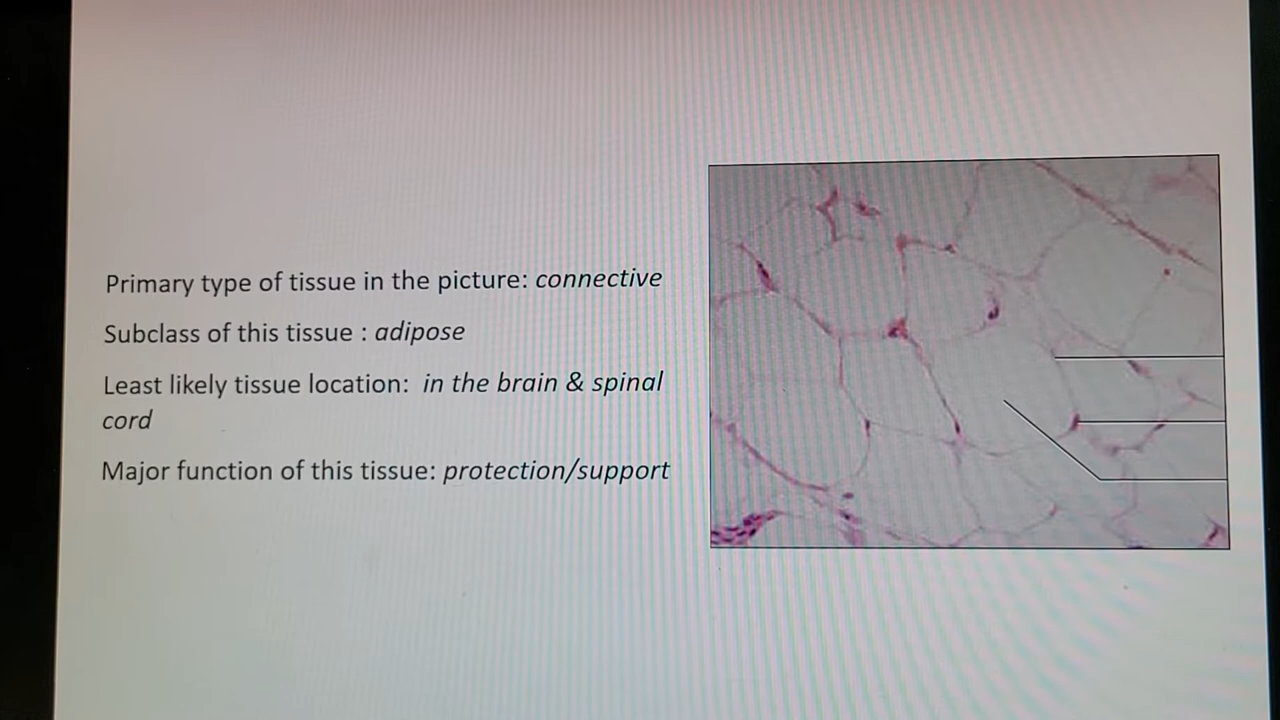 Primary type of tissue in the picture: connective
Subclass of this tissue : adipose
Least likely tissue location:  in the brain & spinal
cord
Major function of this tissue: protection/support